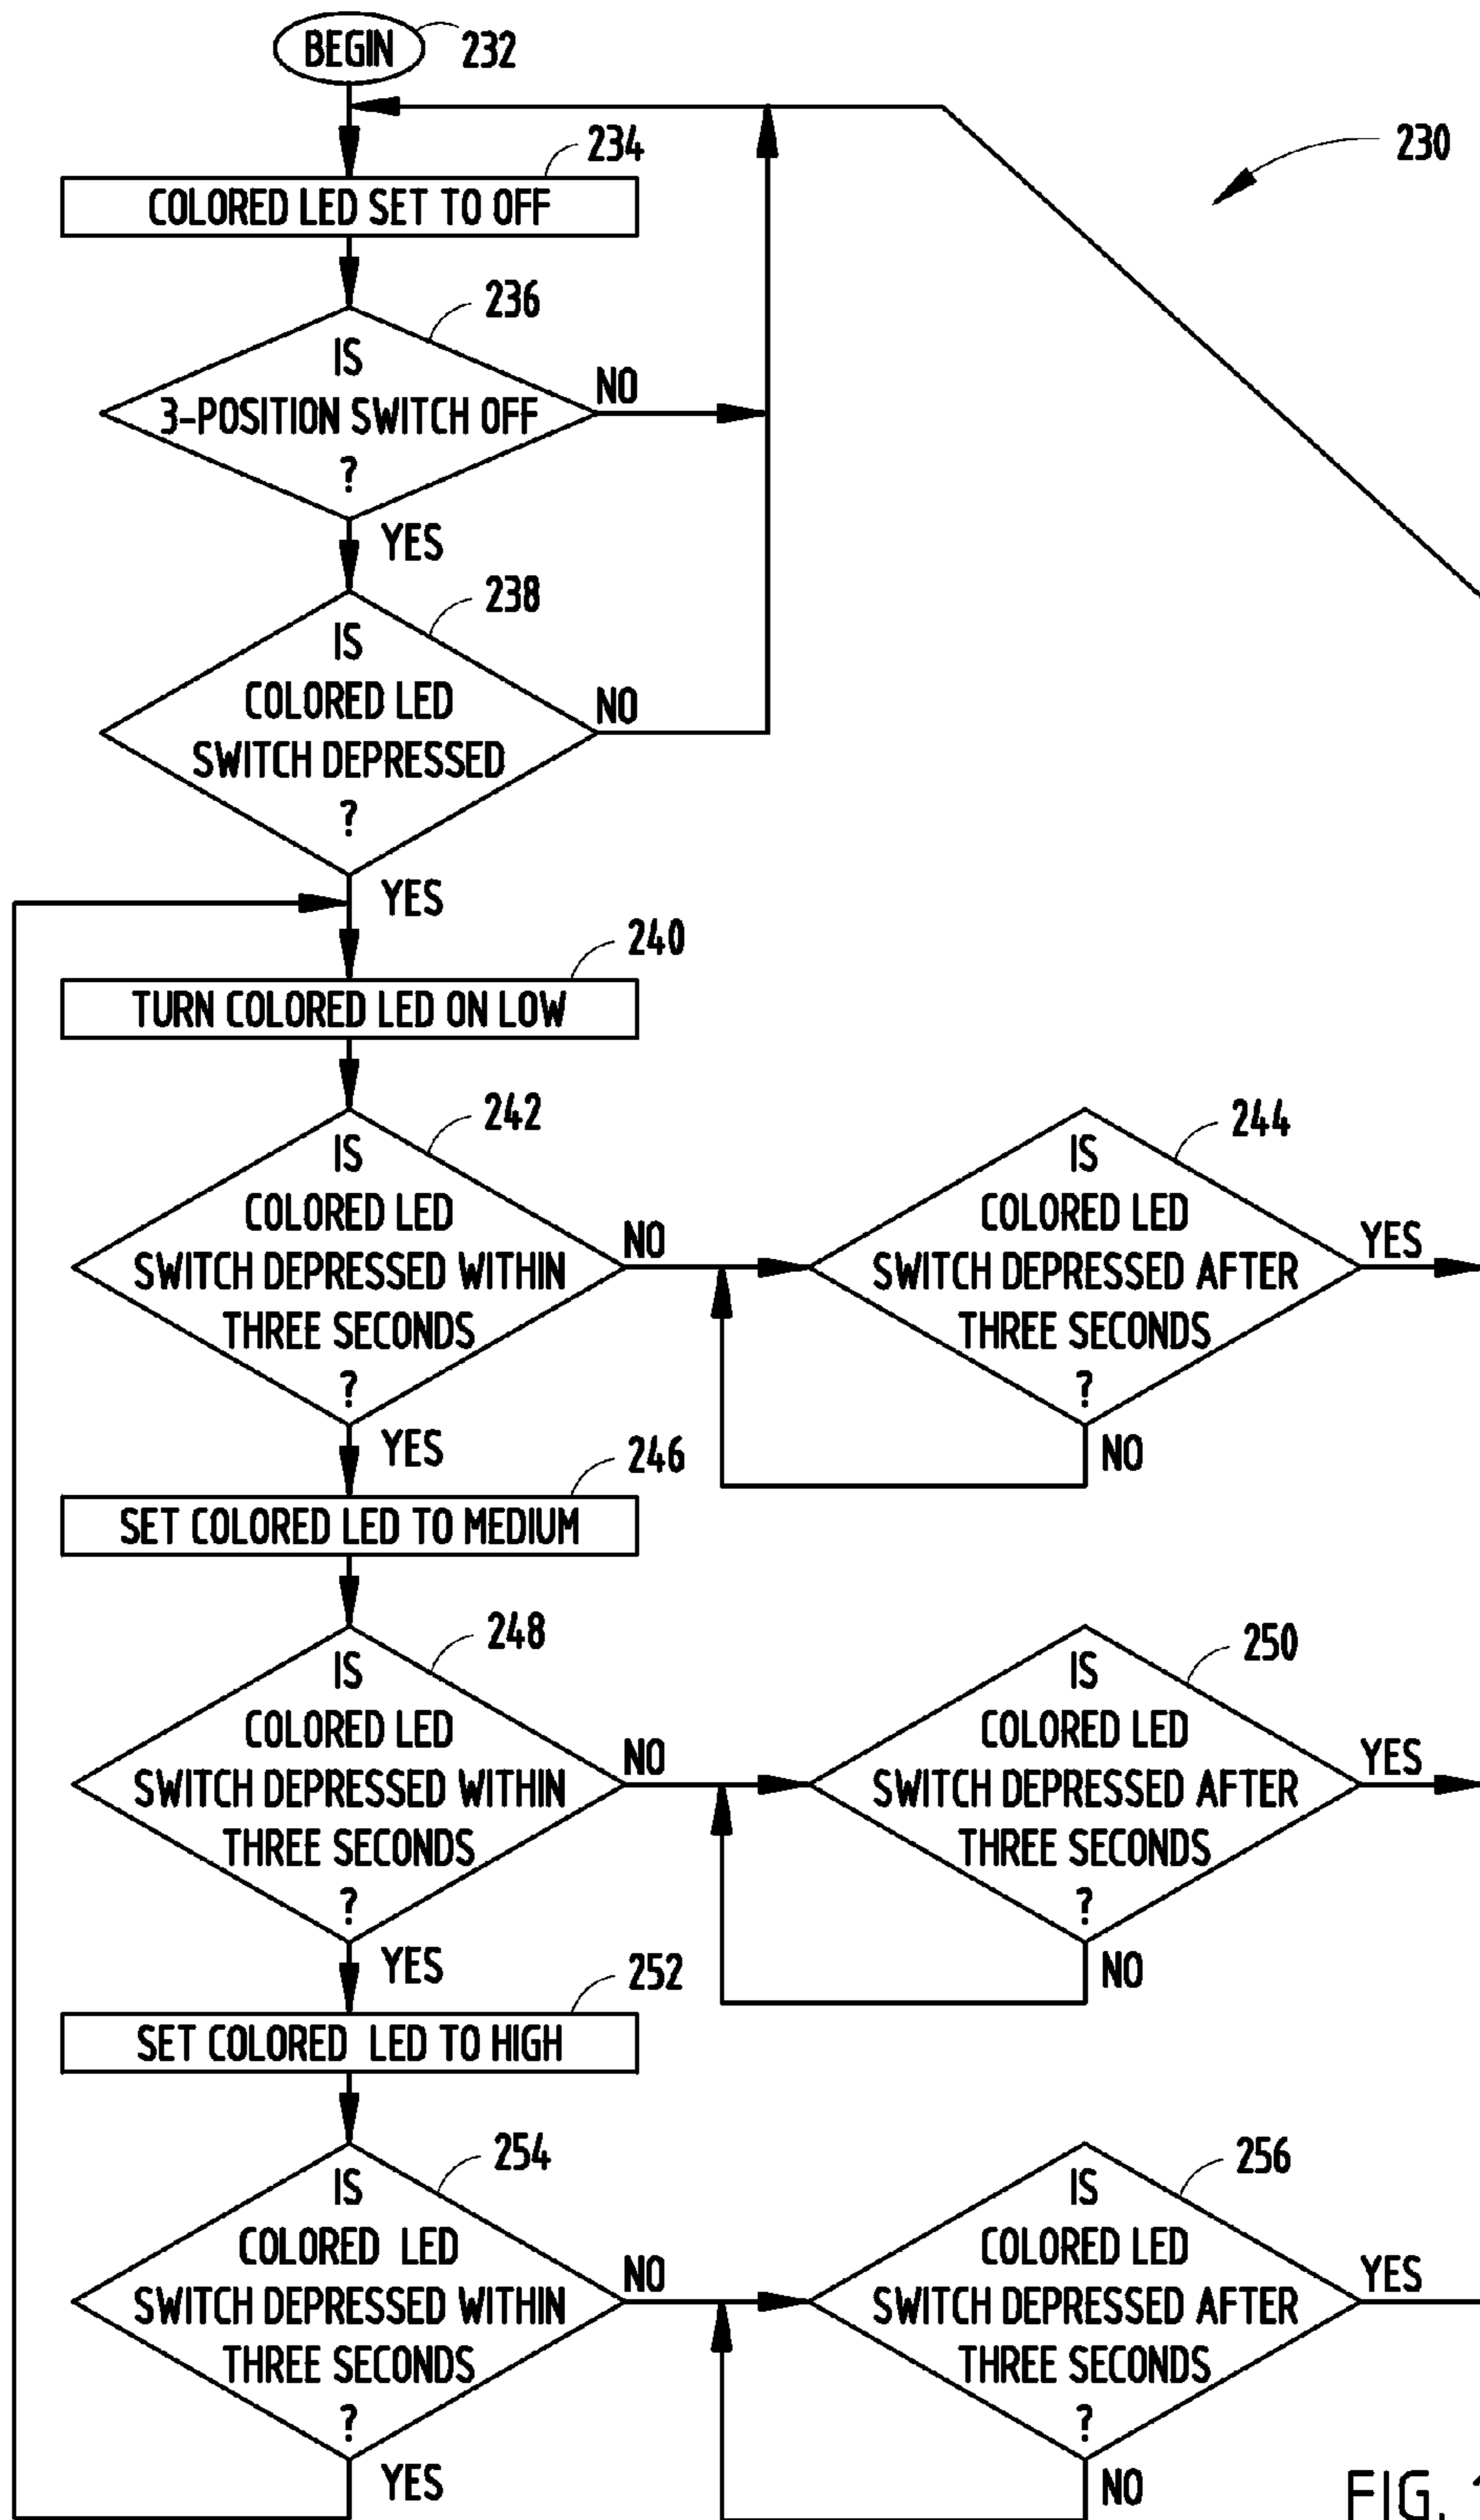 BEGIN
232
230
234
COLORED LED SET TO OFF
236
IS
3-POSITION SWITCH OFF
?
NO
YES
238
IS
COLORED LED
SWITCH DEPRESSED
?
NO
YES
240
TURN COLORED LED ON LOW
242
IS
COLORED LED
SWITCH DEPRESSED WITHIN
THREE SECONDS
?
NO
YES
244
IS
COLORED LED
SWITCH DEPRESSED AFTER
THREE SECONDS
?
YES
NO
246
SET COLORED LED TO MEDIUM
248
IS
COLORED LED
SWITCH DEPRESSED WITHIN
THREE SECONDS
?
NO
YES
250
IS
COLORED LED
SWITCH DEPRESSED AFTER
THREE SECONDS
?
YES
NO
252
SET COLORED LED TO HIGH
254
IS
COLORED LED
SWITCH DEPRESSED WITHIN
THREE SECONDS
?
NO
YES
256
IS
COLORED LED
SWITCH DEPRESSED AFTER
THREE SECONDS
?
YES
NO
FIG.